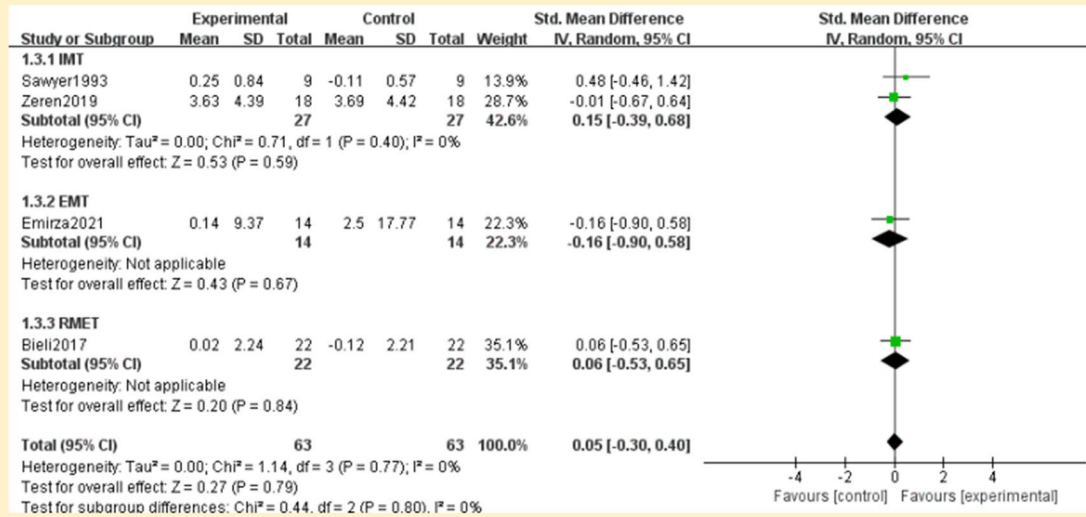 Experimental Control Std. Mean Difference Std. Mean Difference
Study or Subgroup Mean SD Total Mean SD Total Weight IV, Random, 95% CI IV, Random, 95% CI
1.3.1 IMT
Sawyer1993 0.25 0.84 9 -0.11 0.57 9 13.9% 0.48 [-0.46, 1.42]
Zeren2019 3.63 4.39 18 3.69 4.42 18 28.7% -0.01 [-0.67, 0.64]
Subtotal (95% CI) 27 27 42.6% 0.15 [-0.39, 0.68]
Heterogeneity: Tau² = 0.00; Chi² = 0.71, df = 1 (P = 0.40); I² = 0%
Test for overall effect: Z = 0.53 (P = 0.59)
1.3.2 EMT
Emirza2021 0.14 9.37 14 2.5 17.77 14 22.3% -0.16 [-0.90, 0.58]
Subtotal (95% CI) 14 14 22.3% -0.16 [-0.90, 0.58]
Heterogeneity: Not applicable
Test for overall effect: Z = 0.43 (P = 0.67)
1.3.3 RMET
Bieli2017 0.02 2.24 22 -0.12 2.21 22 35.1% 0.06 [-0.53, 0.65]
Subtotal (95% CI) 22 22 35.1% 0.06 [-0.53, 0.65]
Heterogeneity: Not applicable
Test for overall effect: Z = 0.20 (P = 0.84)
Total (95% CI) 63 63 100.0% 0.05 [-0.30, 0.40]
Heterogeneity: Tau² = 0.00; Chi² = 1.14, df = 3 (P = 0.77); I² = 0%
Test for overall effect: Z = 0.27 (P = 0.79)
Test for subgroup differences: Chi² = 0.44, df = 2 (P = 0.80), I² = 0%
-4 -2 0 2 4
Favours [control] Favours [experimental]